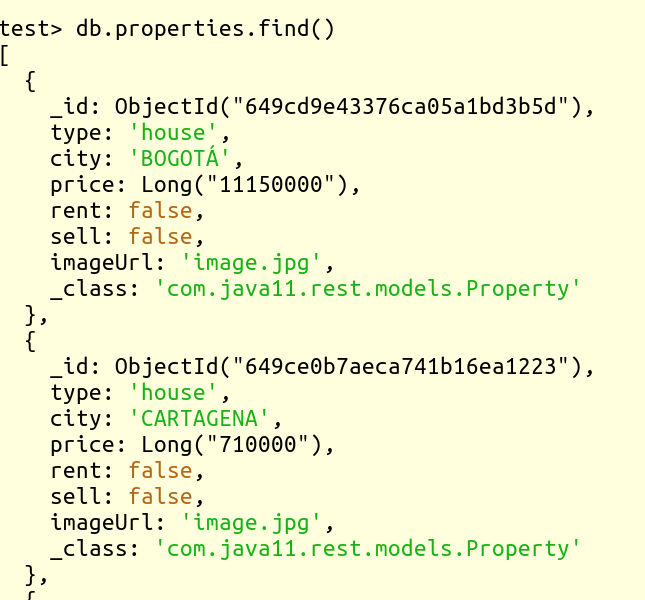 test> db.properties.find()
[
  {
    _id: ObjectId("649cd9e43376ca05a1bd3b5d"),
    type: 'house',
    city: 'BOGOTÁ',
    price: Long("11150000"),
    rent: false,
    sell: false,
    imageUrl: 'image.jpg',
    _class: 'com.java11.rest.models.Property'
  },
  {
    _id: ObjectId("649ce0b7aeca741b16ea1223"),
    type: 'house',
    city: 'CARTAGENA',
    price: Long("710000"),
    rent: false,
    sell: false,
    imageUrl: 'image.jpg',
    _class: 'com.java11.rest.models.Property'
  },
  {